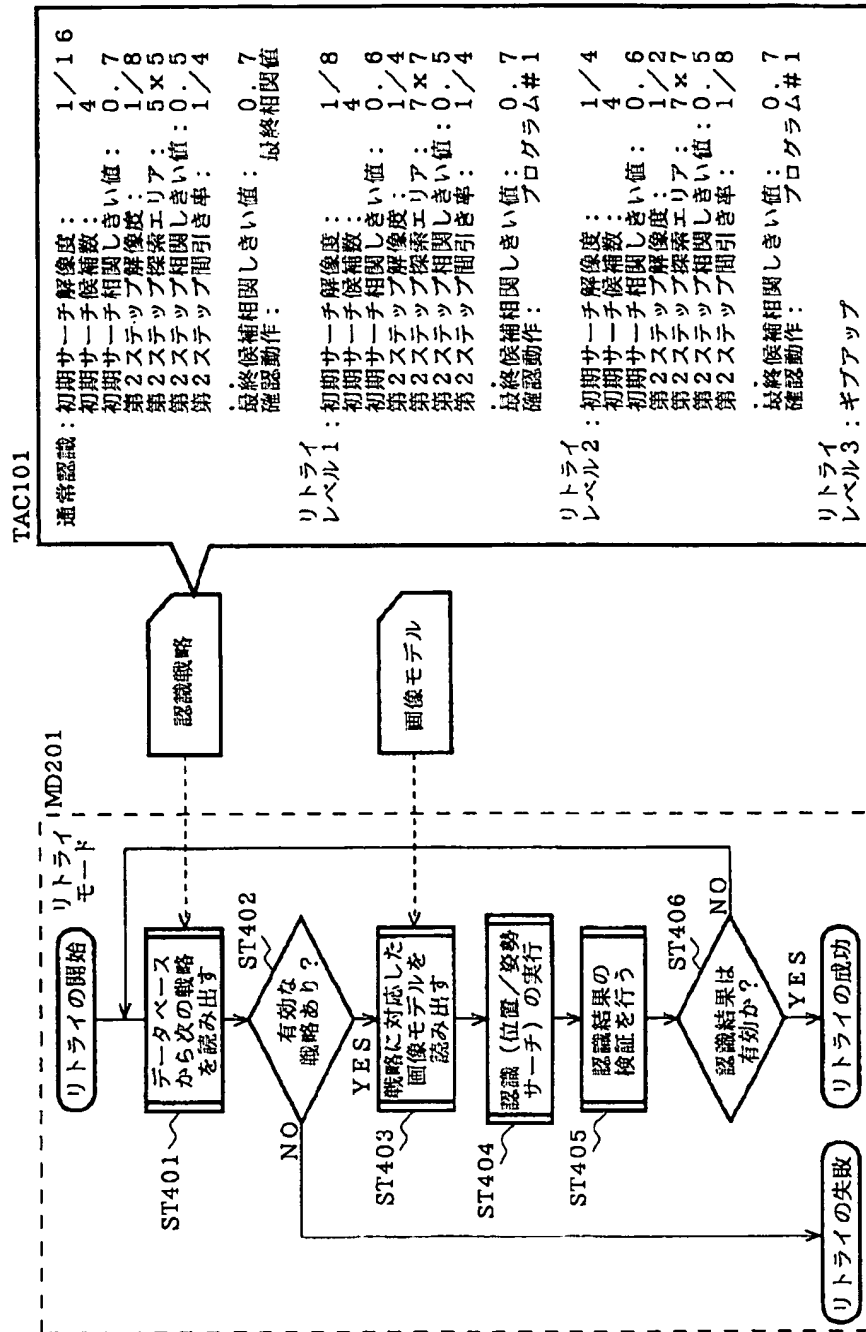 TAC101
通常認識：初期サーチ解像度：　1／16
初期サーチ候補数：　4
初期サーチ相関しきい値：　0．7
第2ステップ解像度：　1／8
第2ステップ探索エリア：　5×5
第2ステップ相関しきい値：0．5
第2ステップ間引き率：　1／4
：
最終候補相関しきい値：　0．7
確認動作：　最終相関値
リトライ
レベル1：初期サーチ解像度：　1／8
初期サーチ候補数：　4
初期サーチ相関しきい値：　0．6
第2ステップ解像度：　1／4
第2ステップ探索エリア：　7×7
第2ステップ相関しきい値：0．5
第2ステップ間引き率：　1／4
：
最終候補相関しきい値：　0．7
確認動作：　プログラム#1
リトライ
レベル2：初期サーチ解像度：　1／4
初期サーチ候補数：　4
初期サーチ相関しきい値：　0．6
第2ステップ解像度：　1／2
第2ステップ探索エリア：　7×7
第2ステップ相関しきい値：0．5
第2ステップ間引き率：　1／8
：
最終候補相関しきい値：　0．7
確認動作：　プログラム#1
リトライ
レベル3：ギブアップ
認識戦略
画像モデル
MD201
リトライ
モード
リトライの開始
データベース
から次の戦略
を読み出す
ST401
ST402
有効な
戦略あり？
YES
NO
戦略に対応した
画像モデルを
読み出す
ST403
認識（位置／姿勢
サーチ）の実行
ST404
認識結果の
検証を行う
ST405
ST406
認識結果は
有効か？
NO
YES
リトライの成功
リトライの失敗